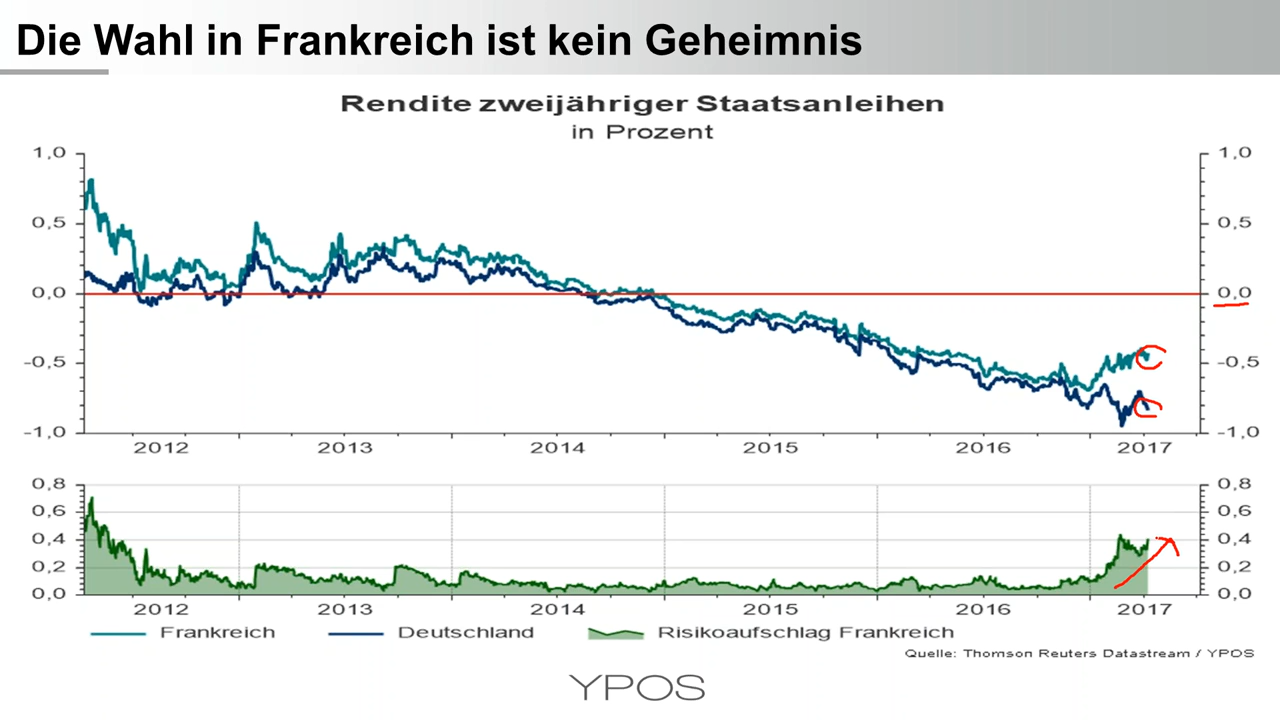 Die Wahl in Frankreich ist kein Geheimnis
Rendite zweijähriger Staatsanleihen
in Prozent
1,0 1,0
0,5 0,5
0,0 0,0
-0,5 -0,5
-1,0 -1,0
2012 2013 2014 2015 2016 2017
0,8 0,8
0,6 0,6
0,4 0,4
0,2 0,2
0,0 0,0
2012 2013 2014 2015 2016 2017
Frankreich Deutschland Risikoaufschlag Frankreich
Quelle: Thomson Reuters Datastream / YPOS
YPOS